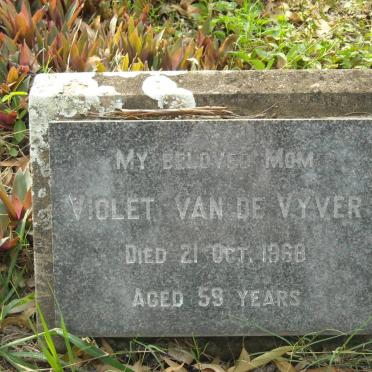 MY BELOVED MOM
VIOLET VAN DE VYVER
DIED 21 OCT. 1968
AGED 59 YEARS